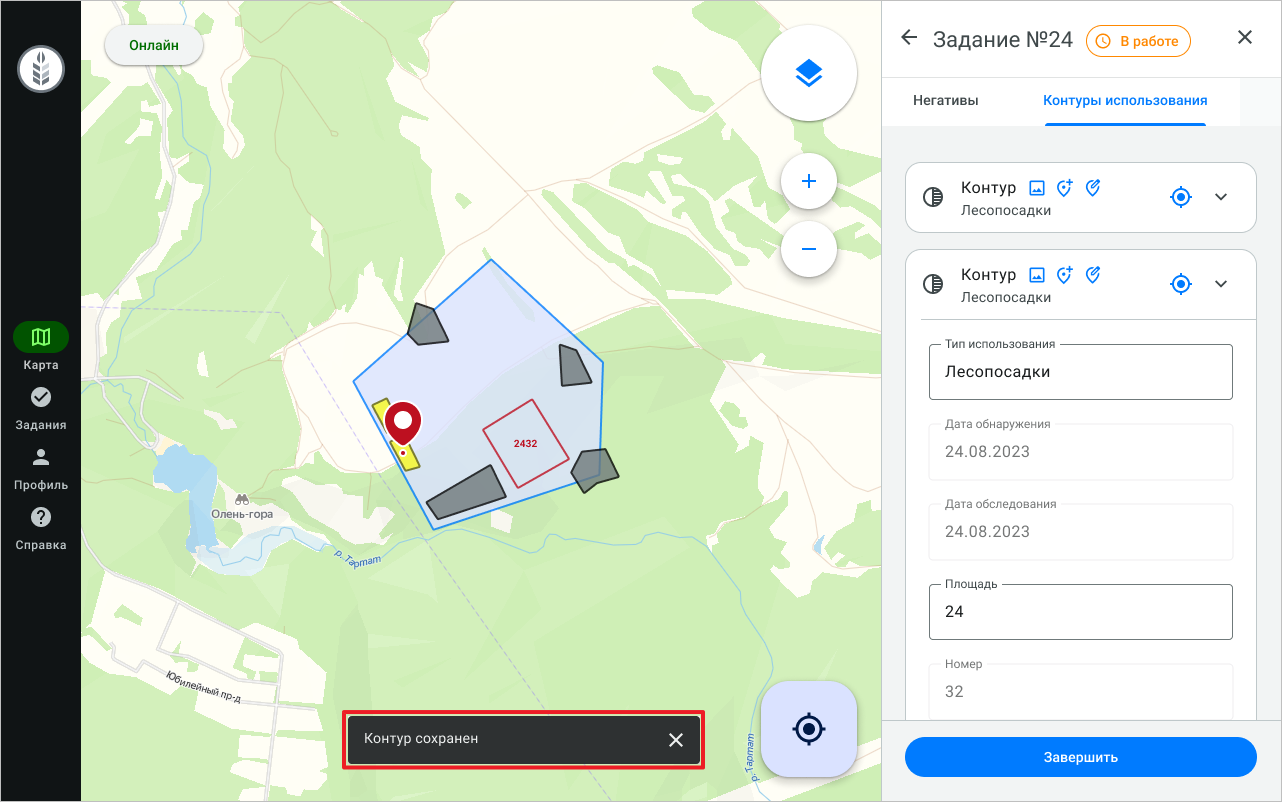 Онлайн
Карта
Задания
Профиль
Справка
2432
Олень-гора
р. Тартат
Юбилейный пр-д
р. Тартат
Контур сохранен
Задание №24
В работе
Негативы
Контуры использования
Контур
Лесопосадки
Контур
Лесопосадки
Тип использования
Лесопосадки
Дата обнаружения
24.08.2023
Дата обследования
24.08.2023
Площадь
24
Номер
32
Завершить